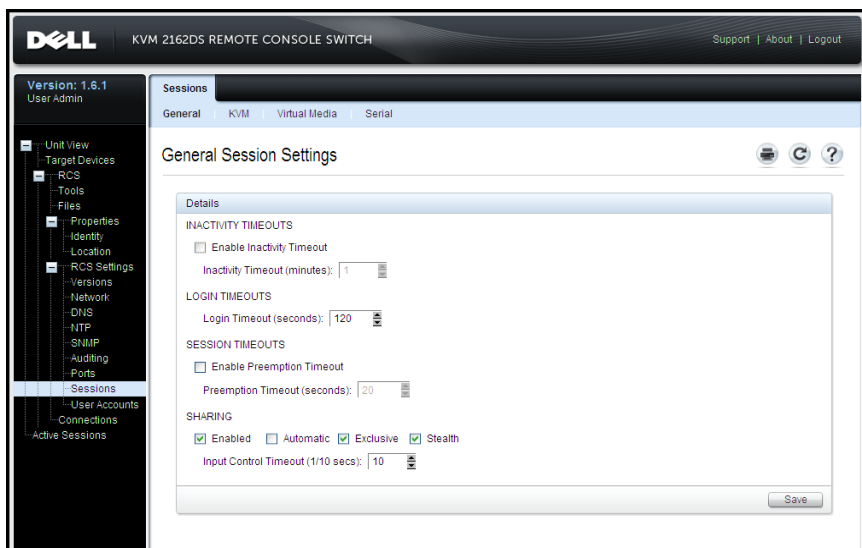 DELL KVM 2162DS REMOTE CONSOLE SWITCH Support | About | Logout
Version: 1.6.1
User Admin
Sessions
General KVM Virtual Media Serial
Unit View
Target Devices
RCS
Tools
Files
Properties
Identity
Location
RCS Settings
Versions
Network
DNS
NTP
SNMP
Auditing
Ports
Sessions
User Accounts
Connections
Active Sessions
General Session Settings ?
Details
INACTIVITY TIMEOUTS
Enable Inactivity Timeout
Inactivity Timeout (minutes): 1
LOGIN TIMEOUTS
Login Timeout (seconds): 120
SESSION TIMEOUTS
Enable Preemption Timeout
Preemption Timeout (seconds): 20
SHARING
Enabled Automatic Exclusive Stealth
Input Control Timeout (1/10 secs): 10
Save